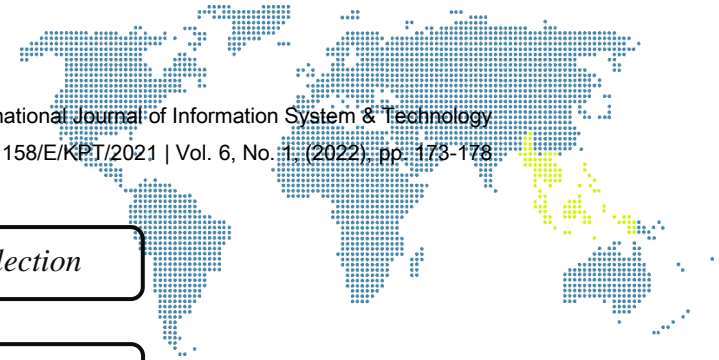 national Journal of Information System & Technology
158/E/KPT/2021 | Vol. 6, No. 1, (2022), pp. 173-178
lection